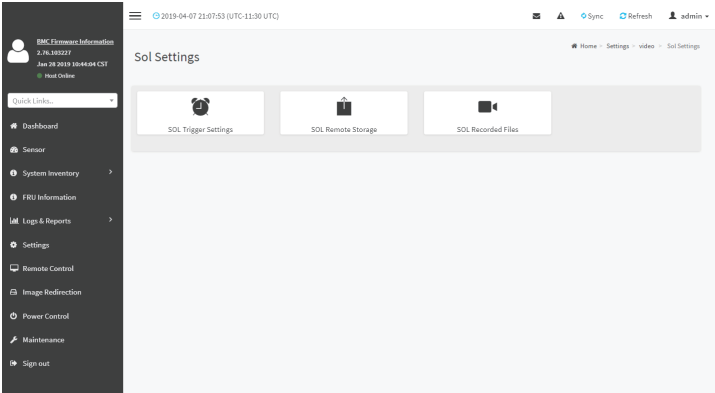 2019-04-07 21:07:53 (UTC-11:30 UTC)
Sync
Refresh
admin
BMC Firmware Information
2.76.103227
Jan 28 2019 10:44:04 CST
Host Online
Quick Links..
Dashboard
Sensor
System Inventory
FRU Information
Logs & Reports
Settings
Remote Control
Image Redirection
Power Control
Maintenance
Sign out
Home > Settings > video > Sol Settings
Sol Settings
SOL Trigger Settings
SOL Remote Storage
SOL Recorded Files